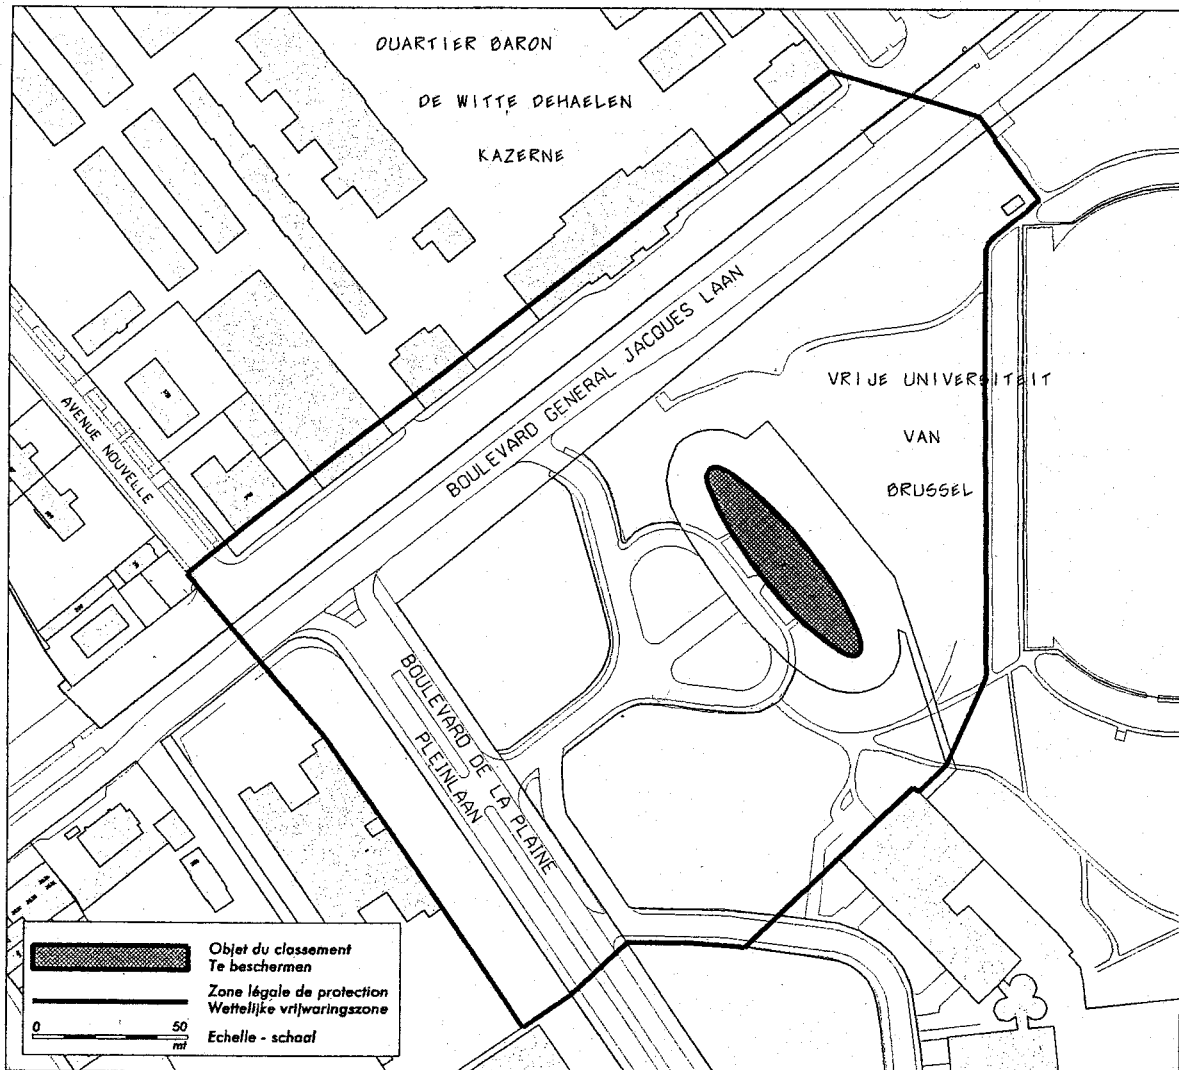 QUARTIER BARON
DE WITTE DEHAELEN
KAZERNE
AVENUE NOUVELLE
BOULEVARD GENERAL JACQUES LAAN
VRIJE UNIVERSITEIT
VAN
BRUSSEL
BOULEVARD DE LA PLAINE
PLEINLAAN
Objet du classement
Te beschermen
Zone légale de protection
Wettelijke vrijwaringszone
0 50
mt
Echelle - schaal